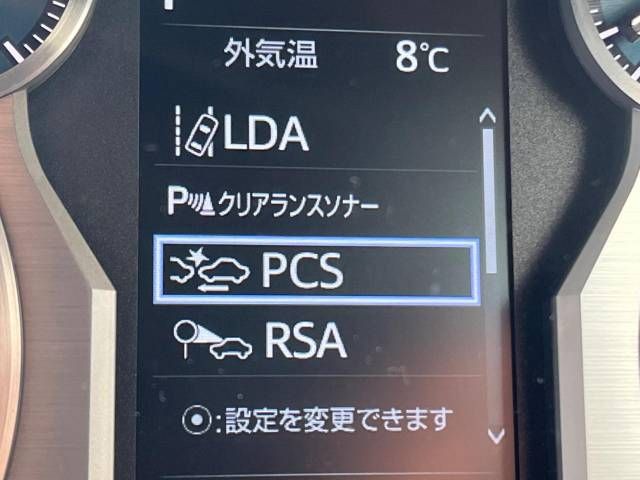 外気温 8℃
LDA
P クリアランスソナー
PCS
RSA
⦿:設定を変更できます